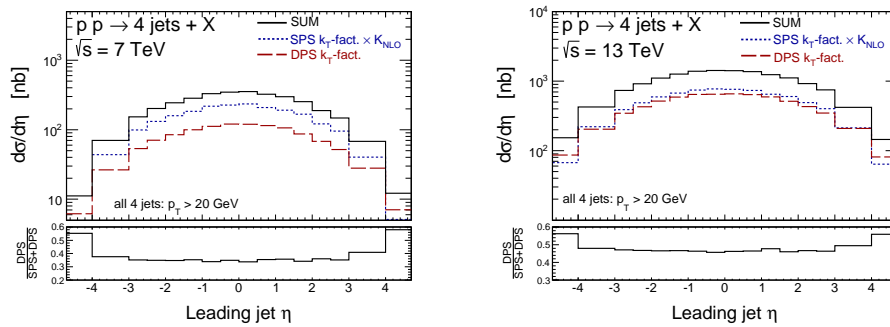 p p → 4 jets + X
√s = 7 TeV
SUM
SPS k_T-fact. × K_NLO
DPS k_T-fact.
dσ/dη [nb]
10²
10
all 4 jets: p_T > 20 GeV
DPS
SPS+DPS
0.6
0.5
0.4
0.3
0.2
-4 -3 -2 -1 0 1 2 3 4
Leading jet η
p p → 4 jets + X
√s = 13 TeV
SUM
SPS k_T-fact. × K_NLO
DPS k_T-fact.
dσ/dη [nb]
10⁴
10³
10²
10
all 4 jets: p_T > 20 GeV
DPS
SPS+DPS
0.6
0.5
0.4
0.3
0.2
-4 -3 -2 -1 0 1 2 3 4
Leading jet η